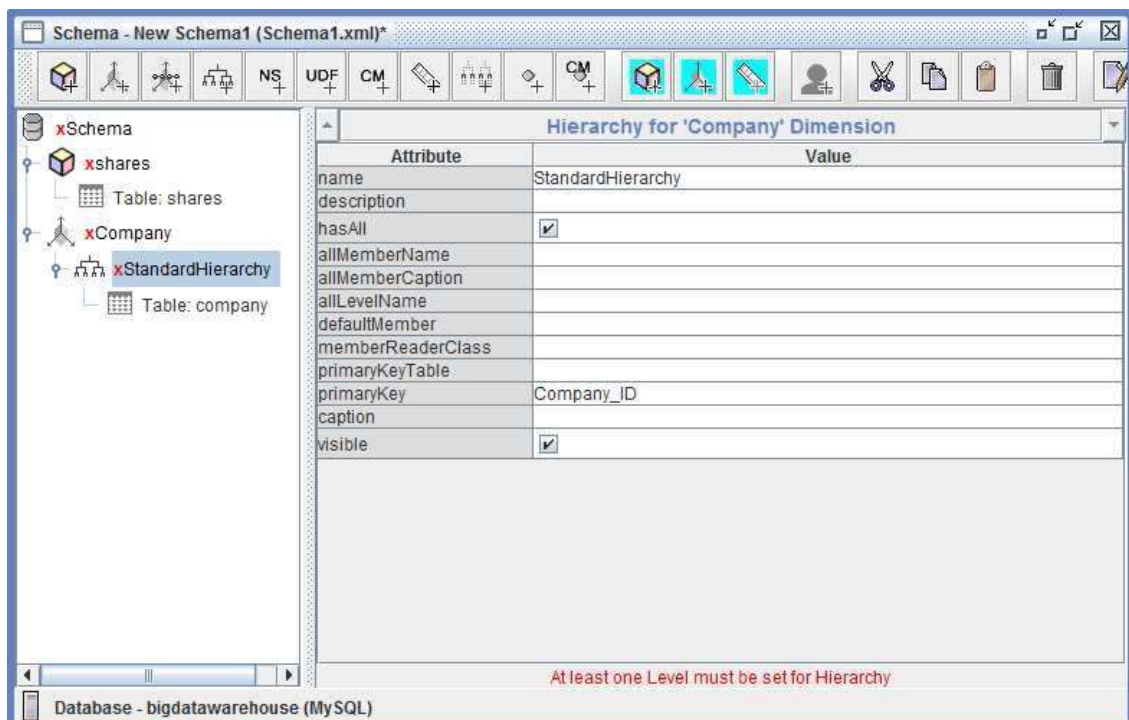 Schema - New Schema1 (Schema1.xml)*
NS UDF CM CM
xSchema
xshares
Table: shares
xCompany
xStandardHierarchy
Table: company
Hierarchy for 'Company' Dimension
Attribute Value
name StandardHierarchy
description
hasAll
allMemberName
allMemberCaption
allLevelName
defaultMember
memberReaderClass
primaryKeyTable
primaryKey Company_ID
caption
visible
At least one Level must be set for Hierarchy
Database - bigdatawarehouse (MySQL)